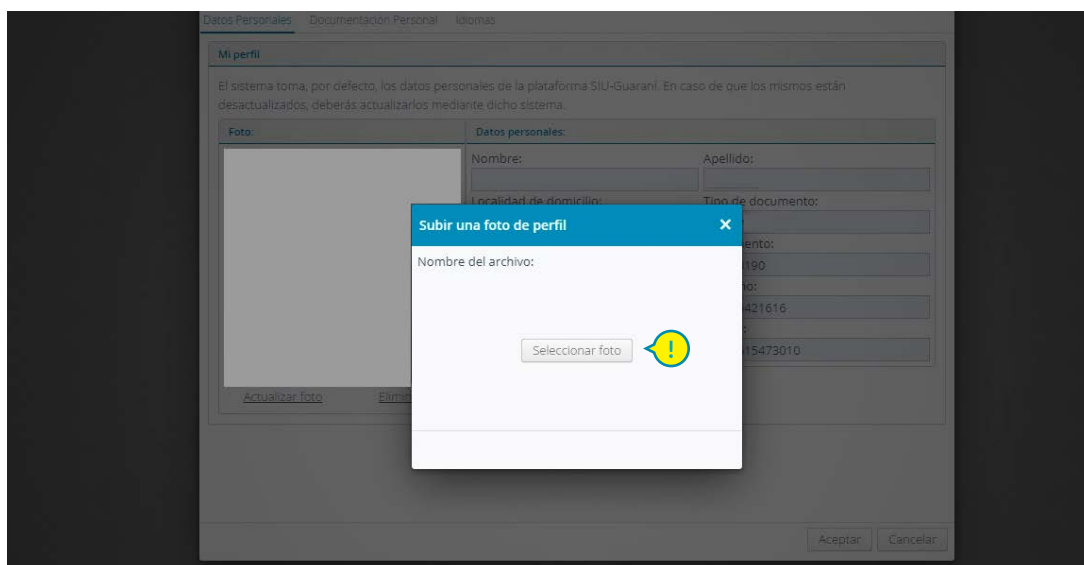 Datos Personales Documentación Personal Idiomas
Mi perfil
El sistema toma, por defecto, los datos personales de la plataforma SIU-Guaraní. En caso de que los mismos están
desactualizados, deberás actualizarlos mediante dicho sistema.
Foto: Datos personales:
Nombre: Apellido:
Localidad de domicilio: Tipo de documento:
Subir una foto de perfil ×
Nombre del archivo:
190
421616
Seleccionar foto !
15473010
Actualizar foto
Aceptar Cancelar